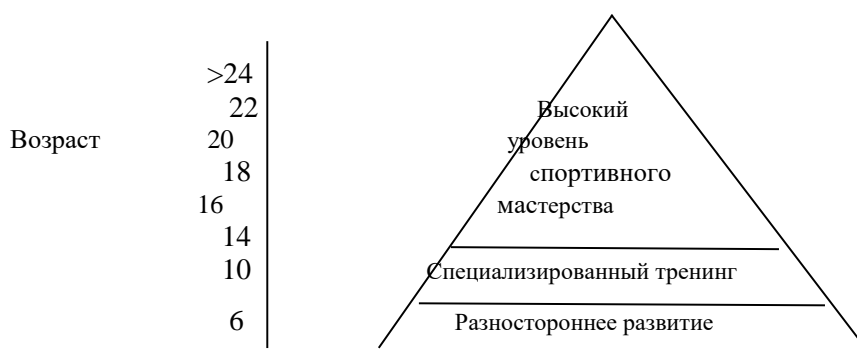 >24
22
Возраст
20
18
16
14
10
6
Высокий
уровень
спортивного
мастерства
Специализированный тренинг
Разностороннее развитие